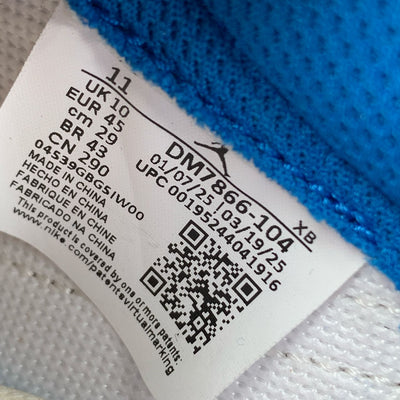 11
UK 10
EUR 45
cm 29
BR 43
CN 290
04S39GBGSIW00
MADE IN CHINA
HECHO EN CHINA
FABRIQUE EN CHINE
FABRICADO EN CHINA
This product is covered by one or more patents.
www.nike.com/patentsvirtualmarking
DM7866-104
01/07/25 03/19/25
UPC 00195244041916
XB